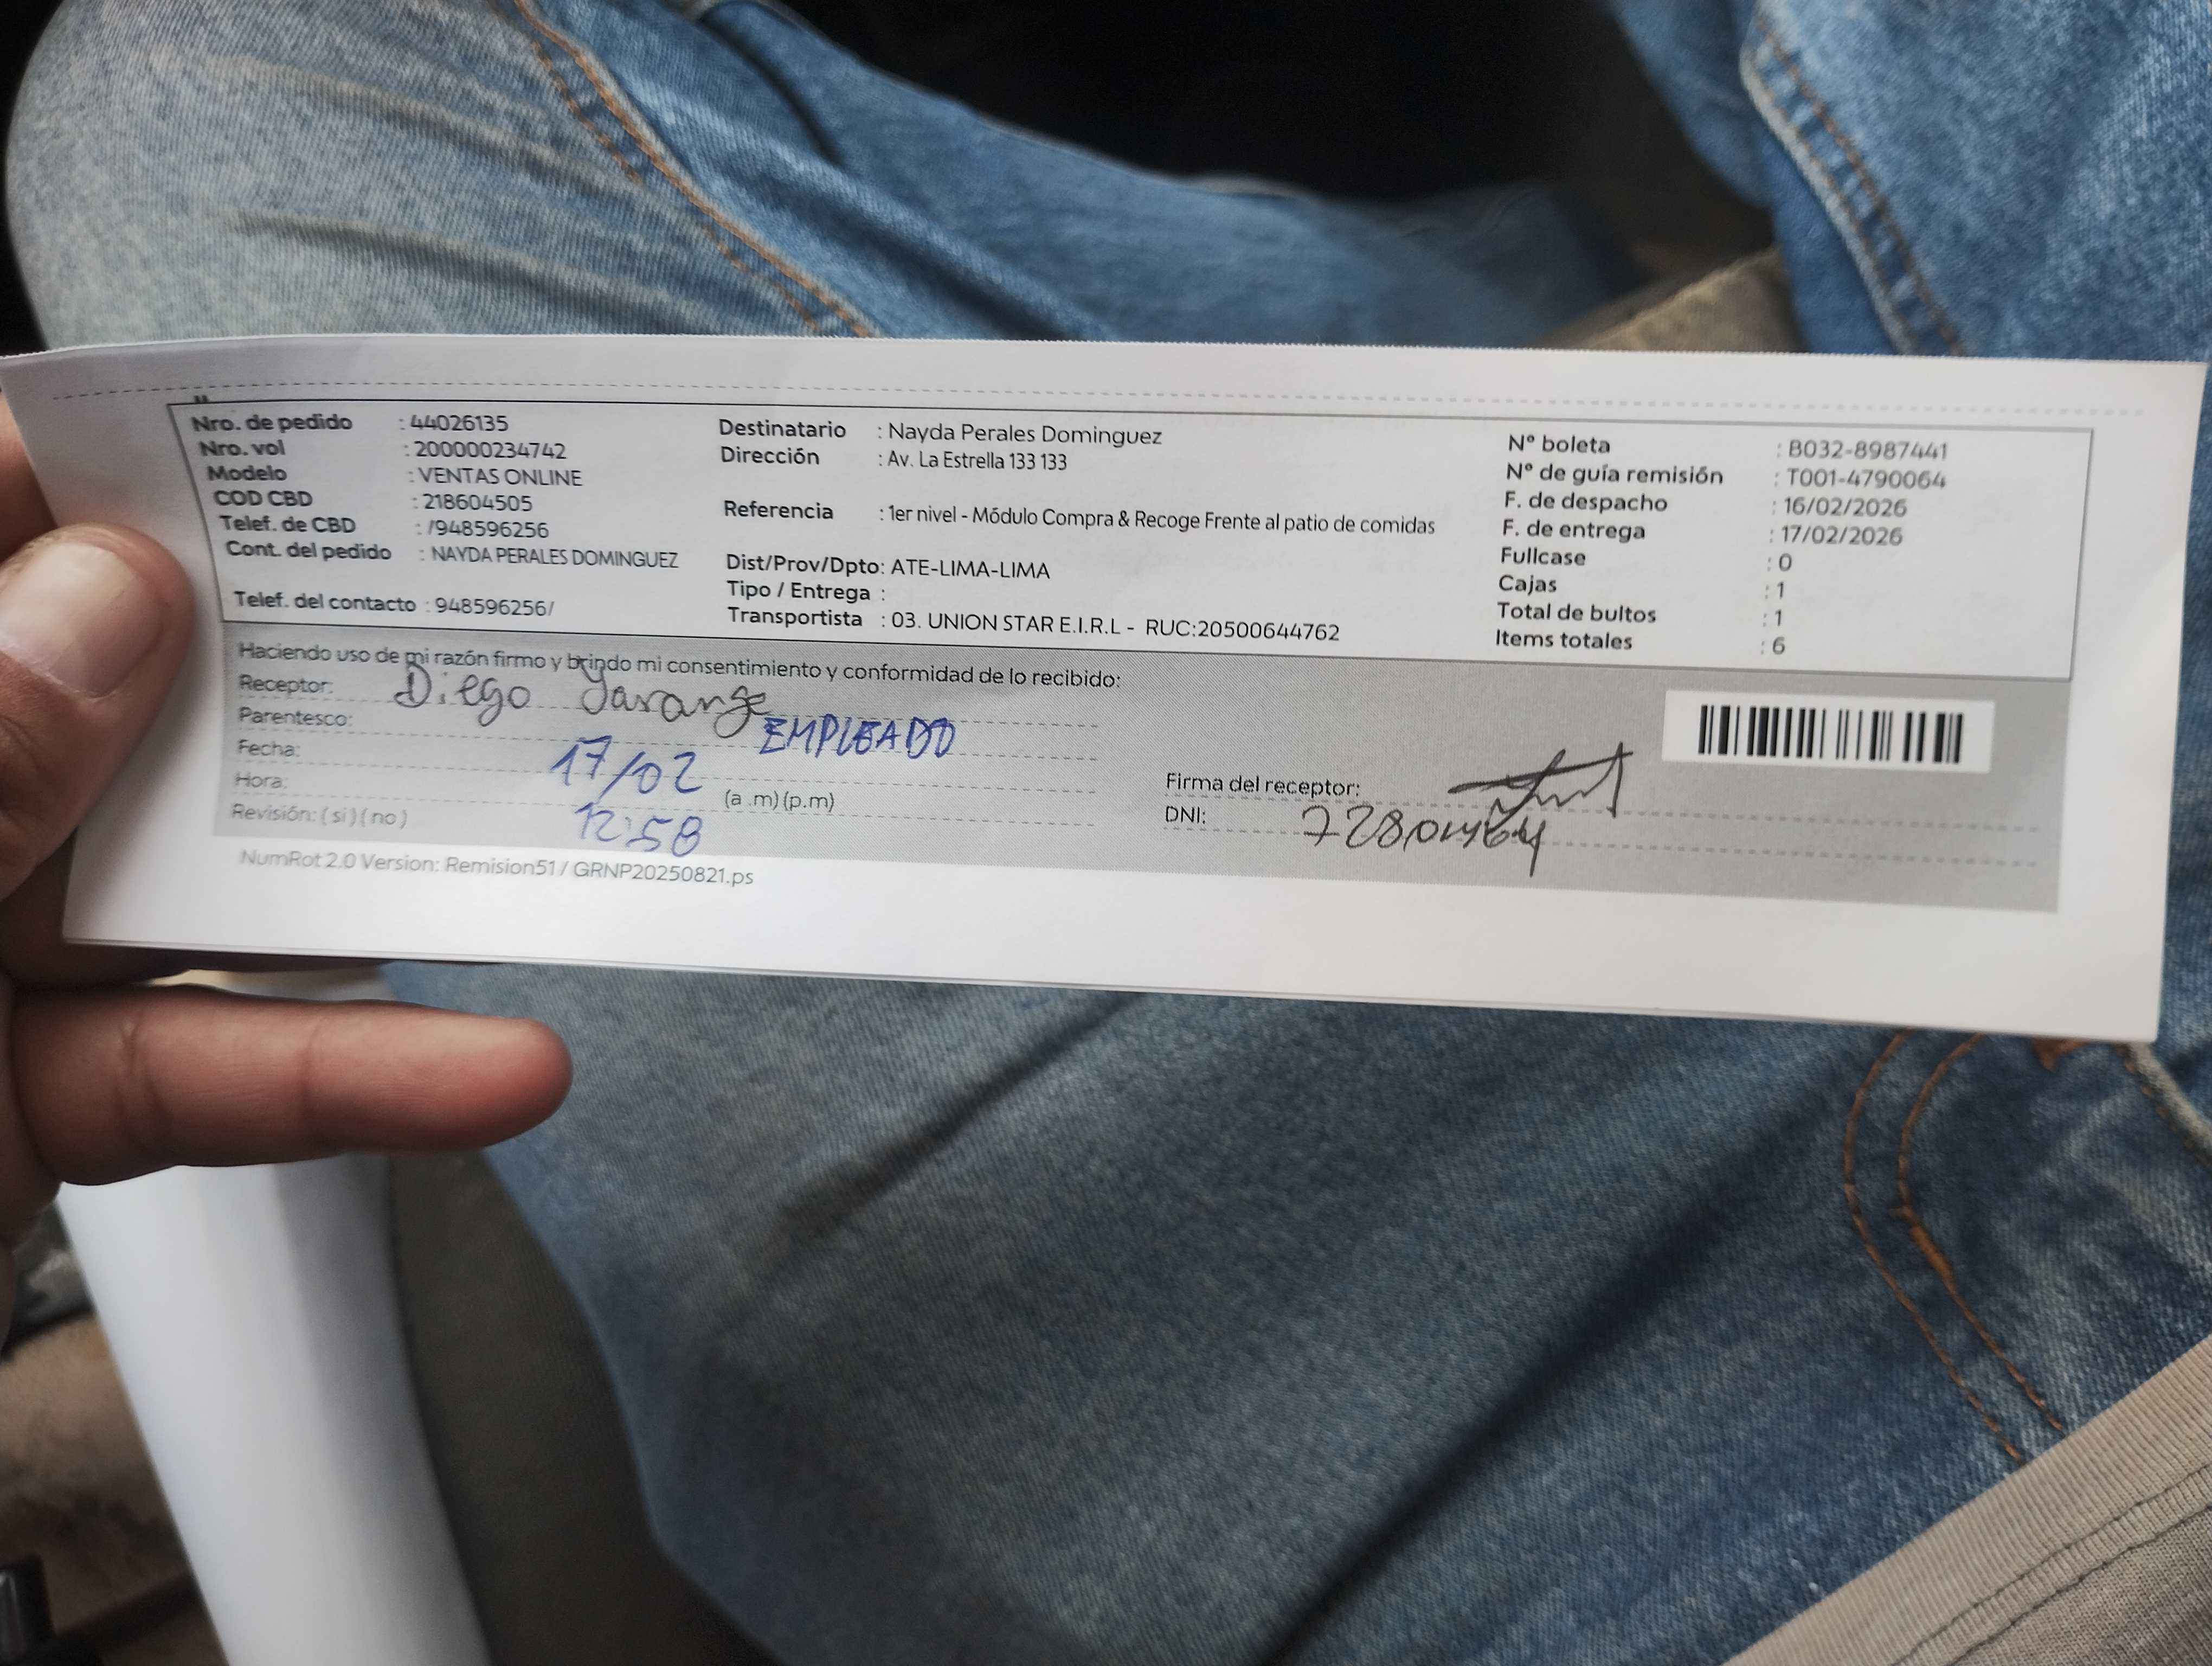 Nro. de pedido : 44026135
Nro. vol : 200000234742
Modelo : VENTAS ONLINE
COD CBD : 218604505
Telef. de CBD : /948596256
Cont. del pedido : NAYDA PERALES DOMINGUEZ
Telef. del contacto : 948596256/
Destinatario : Nayda Perales Dominguez
Dirección : Av. La Estrella 133 133
Referencia : 1er nivel - Módulo Compra & Recoge Frente al patio de comidas
Dist/Prov/Dpto: ATE-LIMA-LIMA
Tipo / Entrega :
Transportista : 03. UNION STAR E.I.R.L - RUC:20500644762
N° boleta : B032-8987441
N° de guía remisión : T001-4790064
F. de despacho : 16/02/2026
F. de entrega : 17/02/2026
Fullcase : 0
Cajas : 1
Total de bultos : 1
Items totales : 6
Haciendo uso de mi razón firmo y brindo mi consentimiento y conformidad de lo recibido:
Receptor: Diego
Parentesco: EMPLEADO
Fecha: 17/02
Hora: 12:58 (a .m) (p.m)
Revisión: ( si ) ( no )
Firma del receptor:
DNI:
NumRot 2.0 Version: Remision51 / GRNP20250821.ps